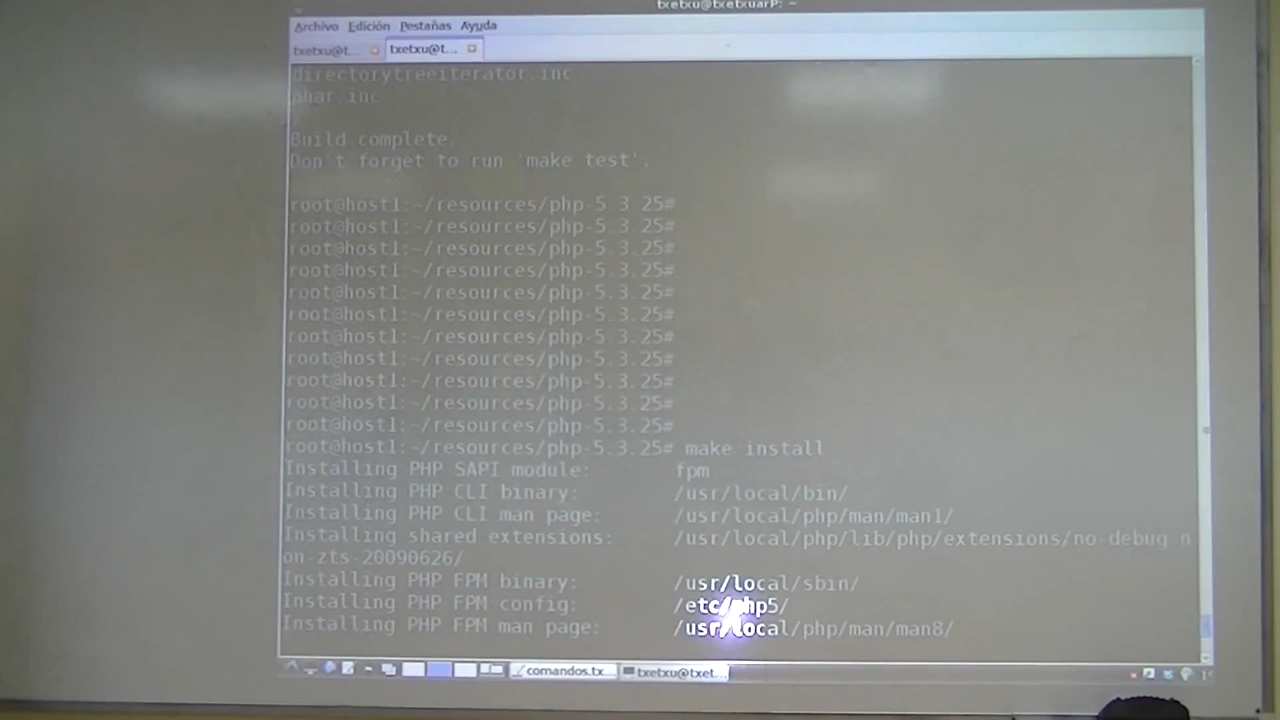 txetxu@txetxuarP: ~
Archivo Edición Pestañas Ayuda
txetxu@t... txetxu@t...
directorytreeiterator.inc
phar.inc
Build complete.
Don't forget to run 'make test'.
root@host1:~/resources/php-5.3.25#
root@host1:~/resources/php-5.3.25#
root@host1:~/resources/php-5.3.25#
root@host1:~/resources/php-5.3.25#
root@host1:~/resources/php-5.3.25#
root@host1:~/resources/php-5.3.25#
root@host1:~/resources/php-5.3.25#
root@host1:~/resources/php-5.3.25#
root@host1:~/resources/php-5.3.25#
root@host1:~/resources/php-5.3.25#
root@host1:~/resources/php-5.3.25#
root@host1:~/resources/php-5.3.25# make install
Installing PHP SAPI module: fpm
Installing PHP CLI binary: /usr/local/bin/
Installing PHP CLI man page: /usr/local/php/man/man1/
Installing shared extensions: /usr/local/php/lib/php/extensions/no-debug-n
on-zts-20090626/
Installing PHP FPM binary: /usr/local/sbin/
Installing PHP FPM config: /etc/php5/
Installing PHP FPM man page: /usr/local/php/man/man8/
comandos.tx... txetxu@txet...